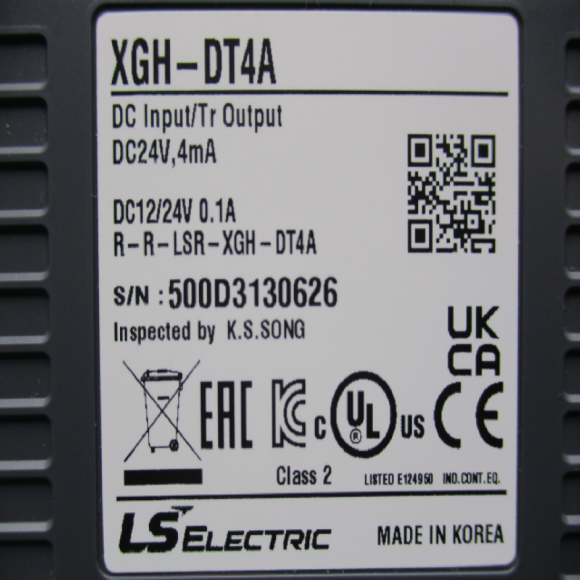 XGH-DT4A
DC Input/Tr Output
DC24V,4mA
DC12/24V 0.1A
R-R-LSR-XGH-DT4A
S/N : 500D3130626
Inspected by K.S.SONG
UK
CA
EAC KC c UL ® US CE
Class 2 LISTED E124950 IND.CONT.EQ.
LS ELECTRIC MADE IN KOREA